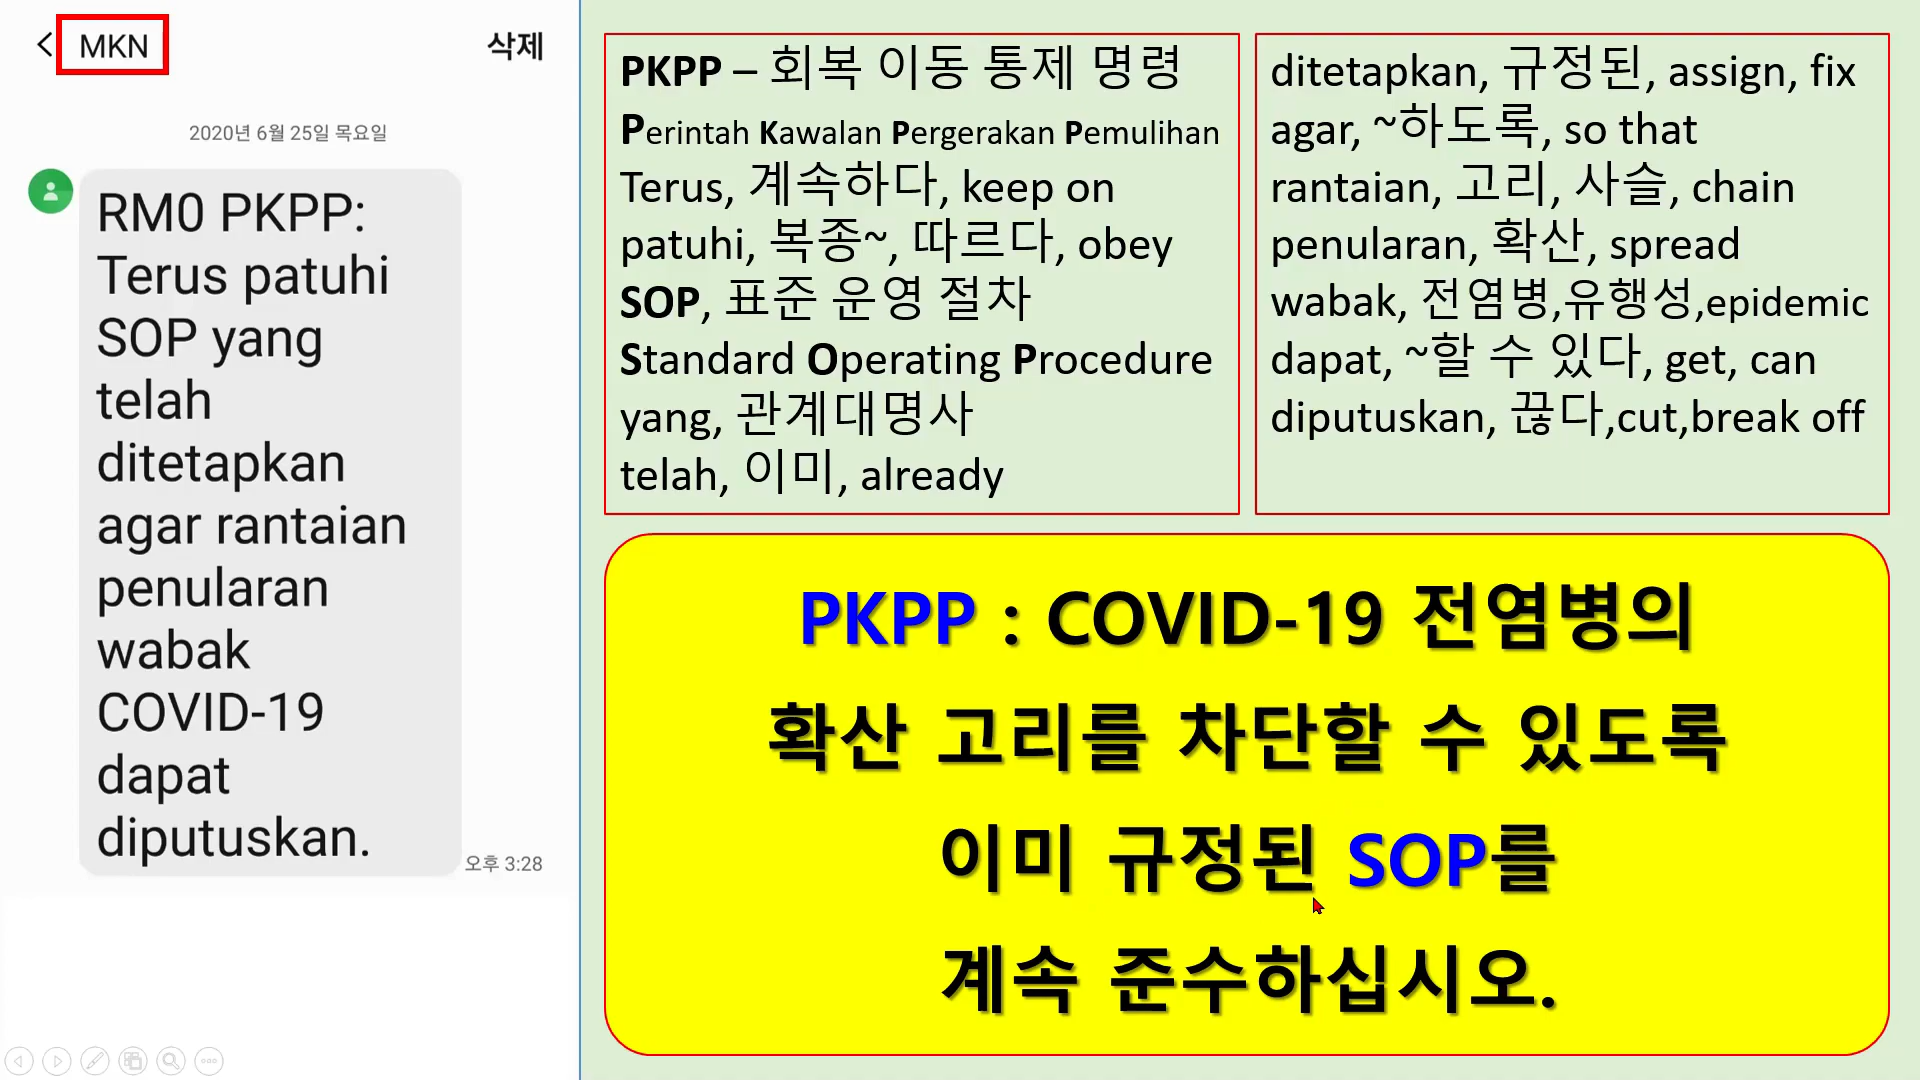 MKN
삭제
2020년 6월 25일 목요일
RM0 PKPP:
Terus patuhi
SOP yang
telah
ditetapkan
agar rantaian
penularan
wabak
COVID-19
dapat
diputuskan.
오후 3:28
PKPP – 회복 이동 통제 명령
Perintah Kawalan Pergerakan Pemulihan
Terus, 계속하다, keep on
patuhi, 복종~, 따르다, obey
SOP, 표준 운영 절차
Standard Operating Procedure
yang, 관계대명사
telah, 이미, already
ditetapkan, 규정된, assign, fix
agar, ~하도록, so that
rantaian, 고리, 사슬, chain
penularan, 확산, spread
wabak, 전염병,유행성,epidemic
dapat, ~할 수 있다, get, can
diputuskan, 끊다,cut,break off
PKPP : COVID-19 전염병의
확산 고리를 차단할 수 있도록
이미 규정된 SOP를
계속 준수하십시오.